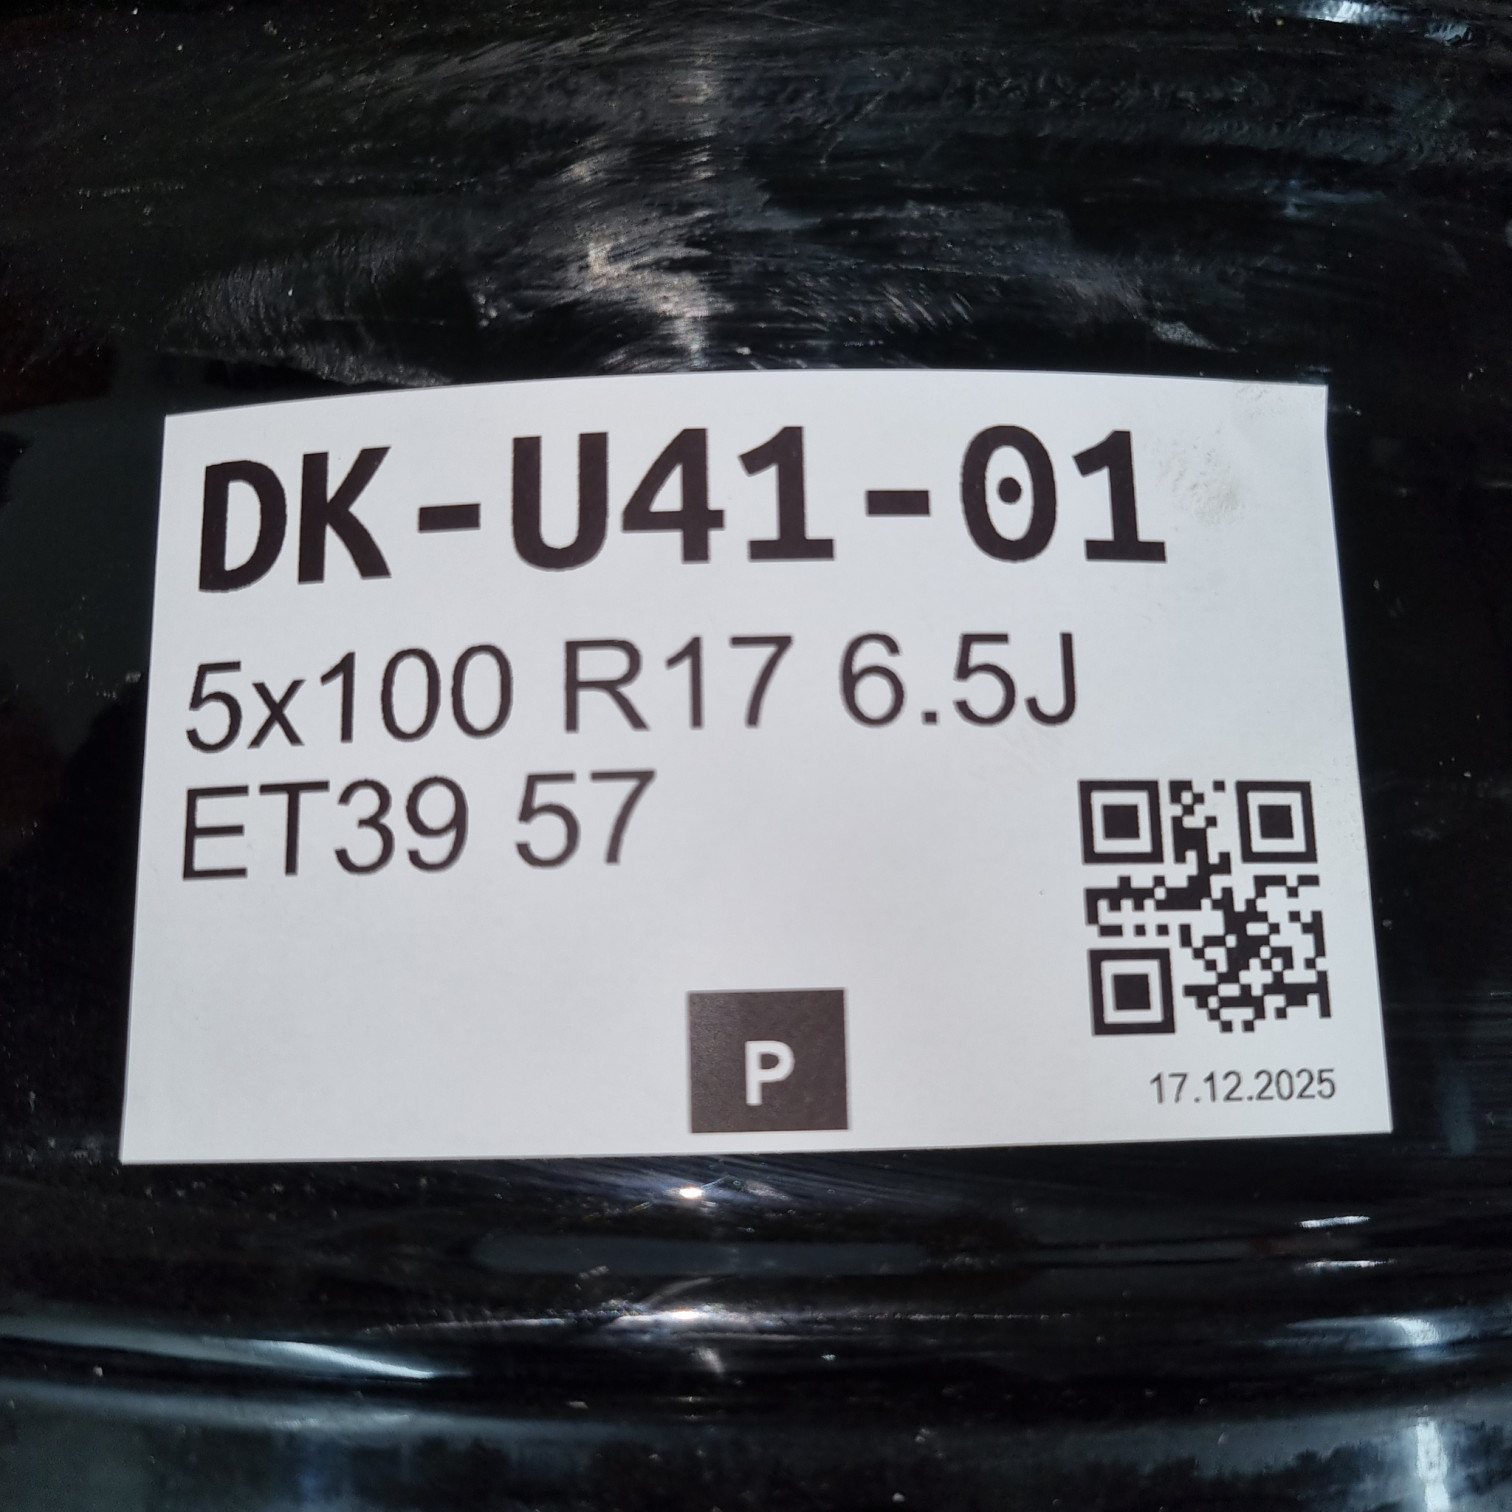 DK-U41-01
5x100 R17 6.5J
ET39 57
P
17.12.2025